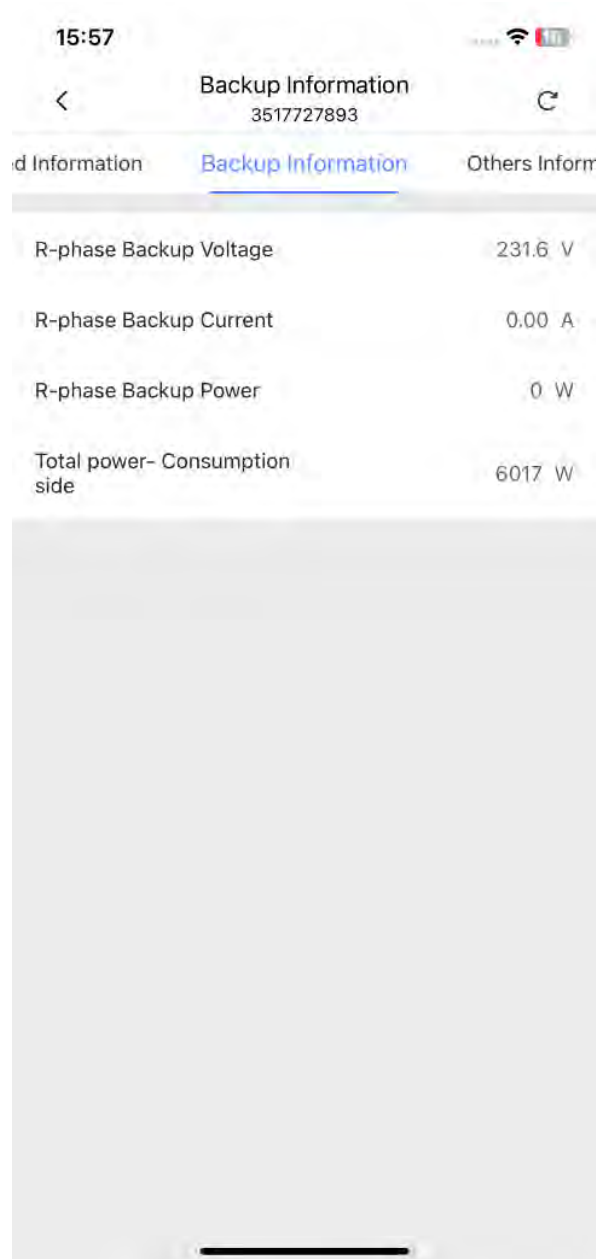 15:57
Backup Information
3517727893
d Information Backup Information Others Inform
R-phase Backup Voltage 231.6 V
R-phase Backup Current 0.00 A
R-phase Backup Power 0 W
Total power- Consumption
side 6017 W